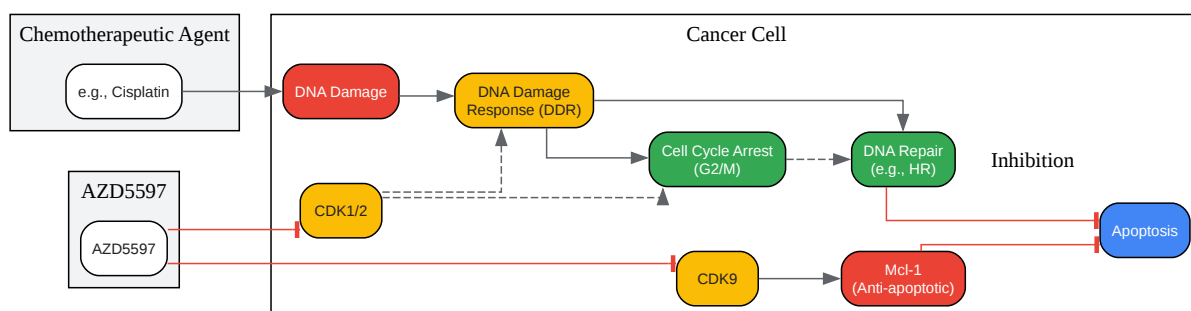 Chemotherapeutic Agent
e.g., Cisplatin
Cancer Cell
DNA Damage
DNA Damage
Response (DDR)
Cell Cycle Arrest
(G2/M)
DNA Repair
(e.g., HR)
Inhibition
AZD5597
AZD5597
CDK1/2
CDK9
Mcl-1
(Anti-apoptotic)
Apoptosis